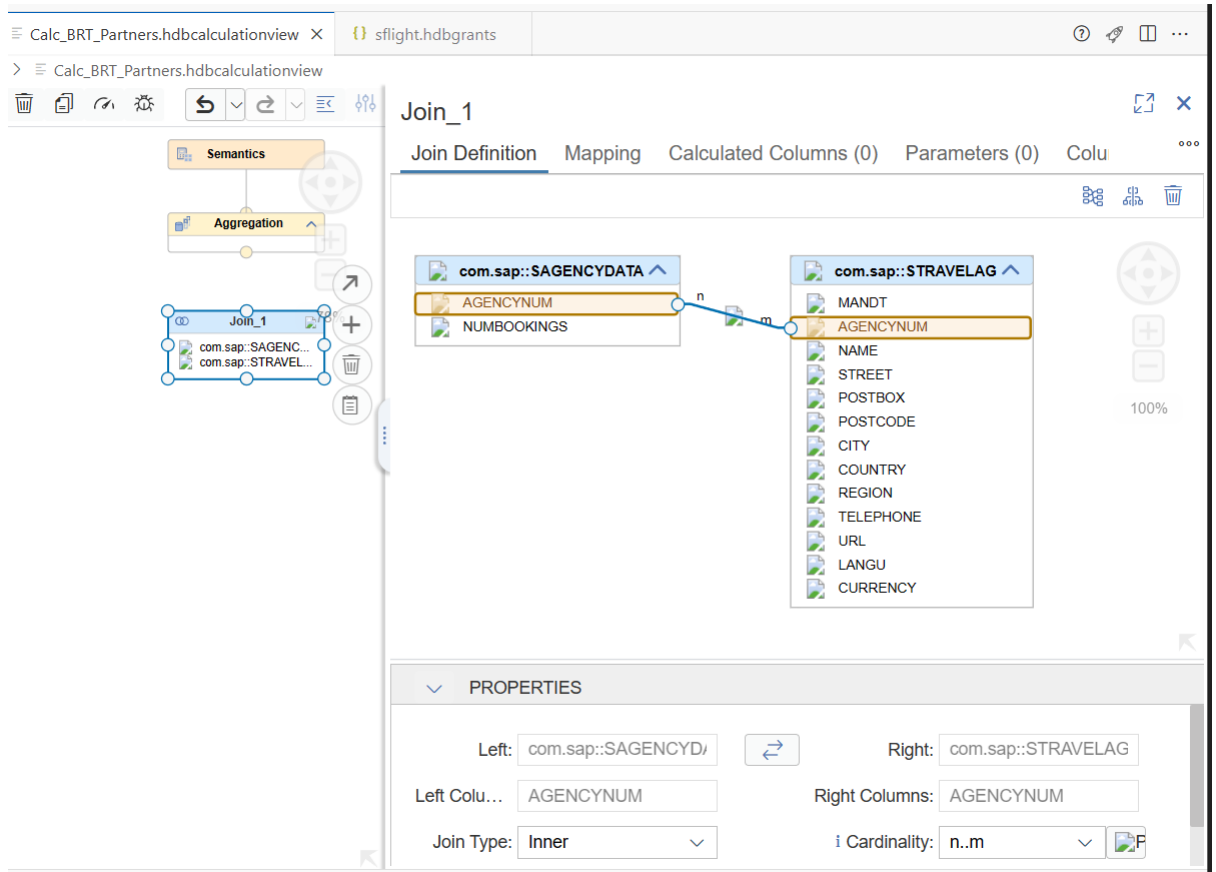 Calc_BRT_Partners.hdbcalculationview
{} sflight.hdbgrants
Calc_BRT_Partners.hdbcalculationview
Join_1
Join Definition Mapping Calculated Columns (0) Parameters (0) Colu
Semantics
Aggregation
Join_1
com.sap::SAGENC...
com.sap::STRAVEL...
com.sap::SAGENCYDATA
AGENCYNUM
NUMBOOKINGS
n
m
com.sap::STRAVELAG
MANDT
AGENCYNUM
NAME
STREET
POSTBOX
POSTCODE
CITY
COUNTRY
REGION
TELEPHONE
URL
LANGU
CURRENCY
100%
PROPERTIES
Left: com.sap::SAGENCYD Right: com.sap::STRAVELAG
Left Colu... AGENCYNUM Right Columns: AGENCYNUM
Join Type: Inner i Cardinality: n..m P